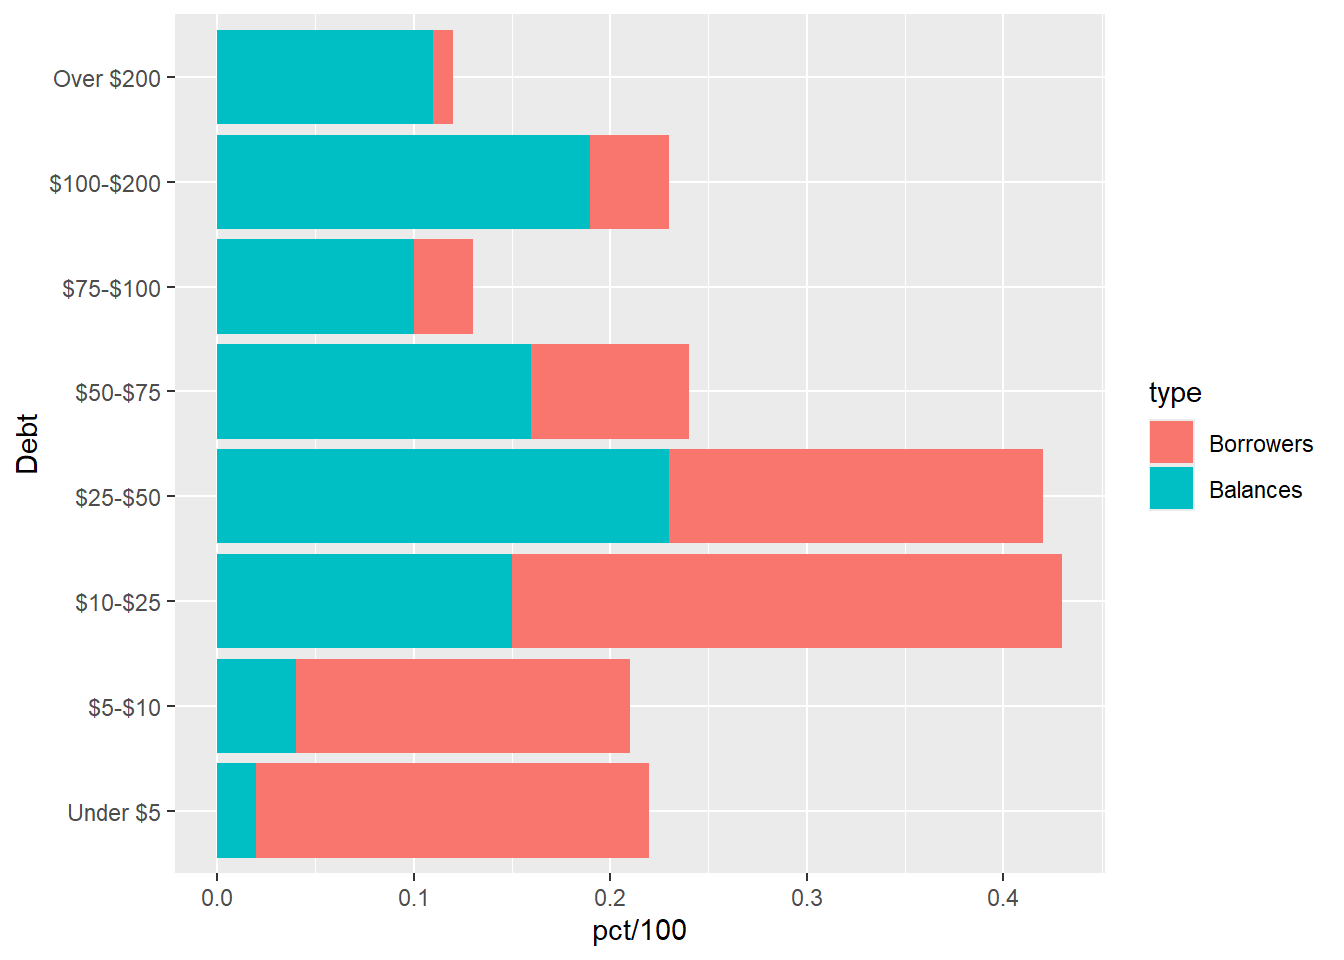 Over $200
$100-$200
$75-$100
$50-$75
$25-$50
$10-$25
$5-$10
Under $5
Debt
0.0 0.1 0.2 0.3 0.4
pct/100
type
Borrowers
Balances